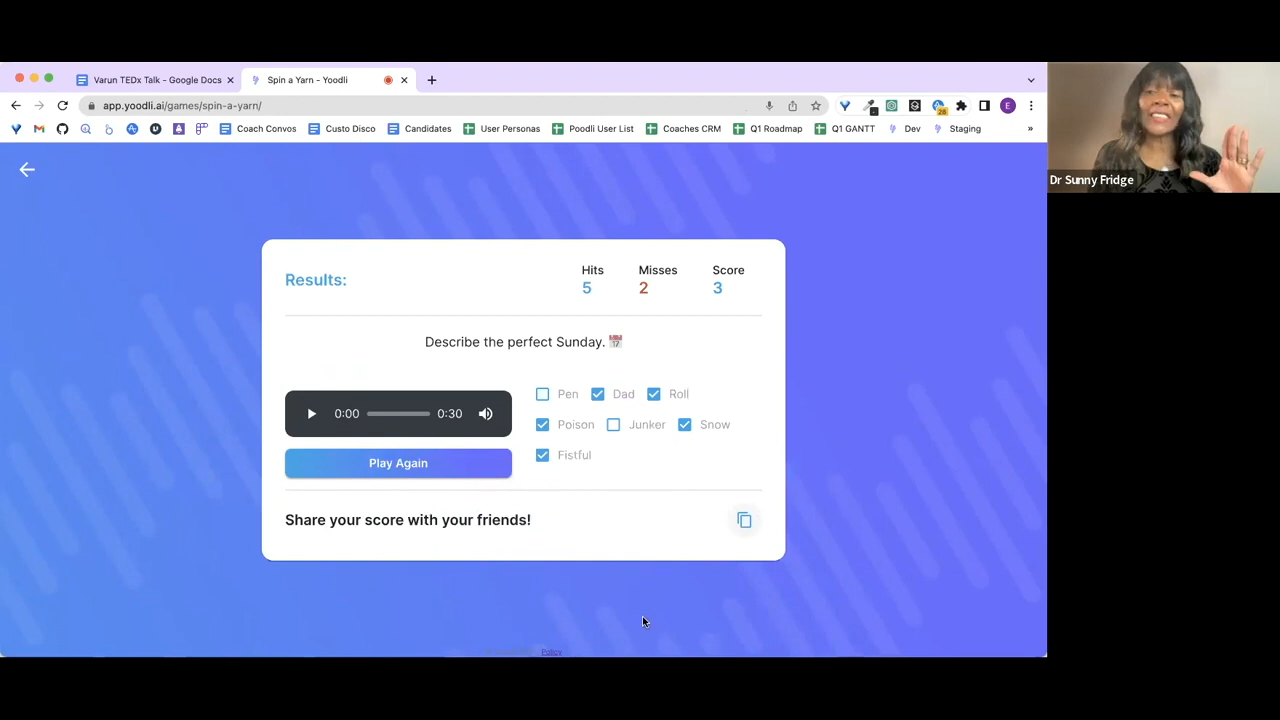 Varun TEDx Talk - Google Docs
Spin a Yarn - Yoodli
app.yoodli.ai/games/spin-a-yarn/
28
E
Coach Convos
Custo Disco
Candidates
User Personas
Poodli User List
Coaches CRM
Q1 Roadmap
Q1 GANTT
Dev
Staging
»
Dr Sunny Fridge
Results:
Hits
Misses
Score
5
2
3
Describe the perfect Sunday.
Pen Dad Roll
0:00 0:30
Poison Junker Snow
Fistful
Play Again
Share your score with your friends!
Policy